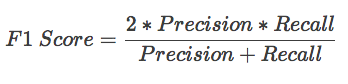 F1 Score = 2 * Precision * Recall / Precision + Recall